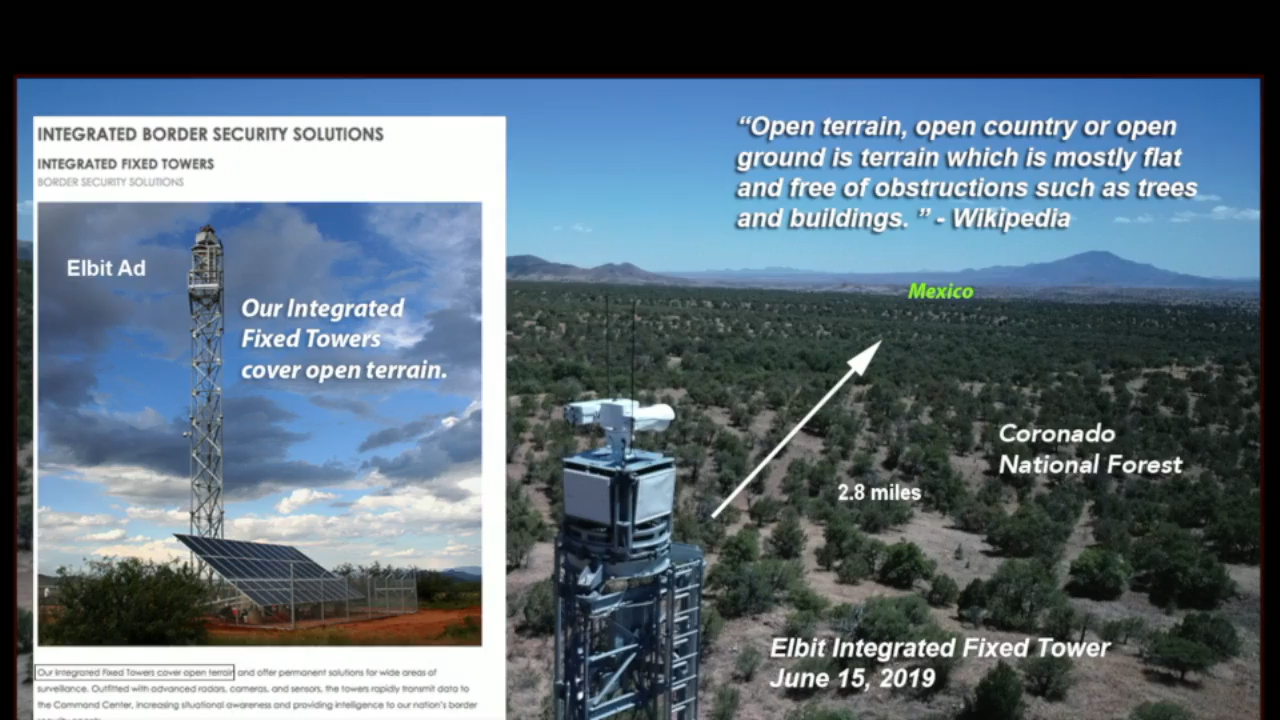 INTEGRATED BORDER SECURITY SOLUTIONS
INTEGRATED FIXED TOWERS
BORDER SECURITY SOLUTIONS
Elbit Ad
Our Integrated
Fixed Towers
cover open terrain.
Our Integrated Fixed Towers cover open terrain and offer permanent solutions for wide areas of
surveillance. Outfitted with advanced radars, cameras, and sensors, the towers rapidly transmit data to
the Command Center, increasing situational awareness and providing intelligence to our nation's border
“Open terrain, open country or open
ground is terrain which is mostly flat
and free of obstructions such as trees
and buildings. ” - Wikipedia
Mexico
Coronado
National Forest
2.8 miles
Elbit Integrated Fixed Tower
June 15, 2019